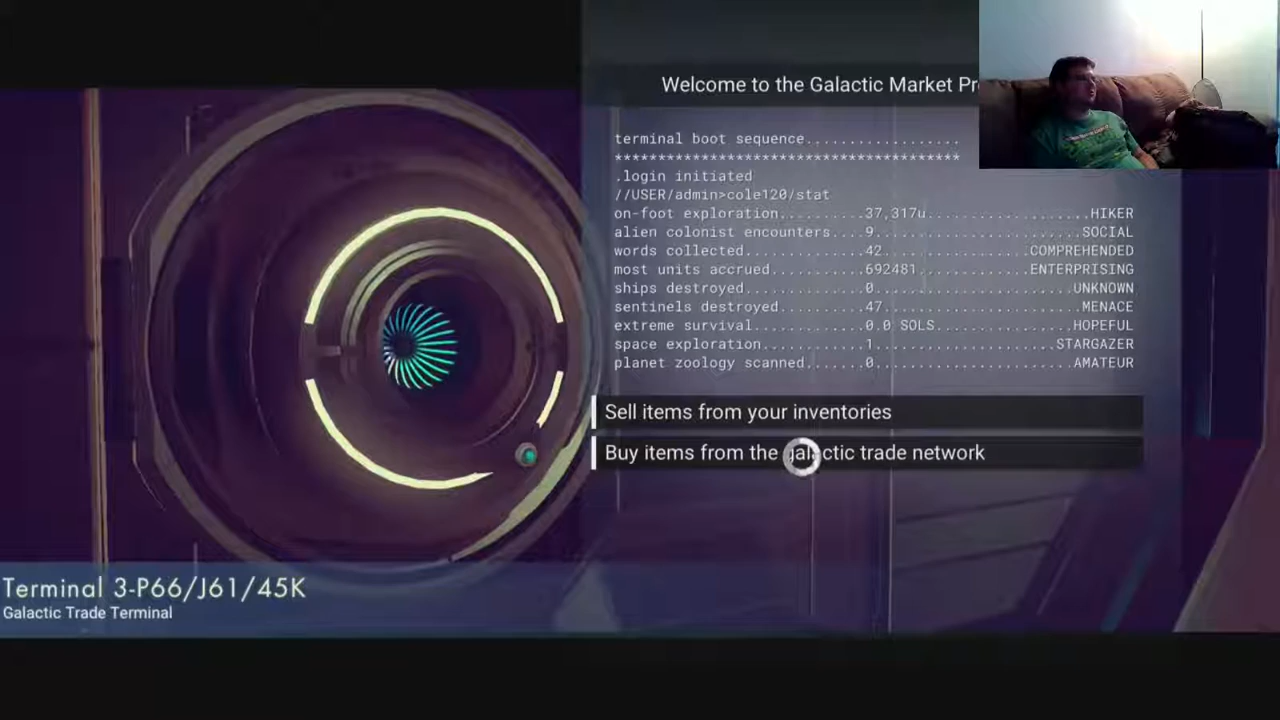 Welcome to the Galactic Market Pr
terminal boot sequence.................
****************************************
.login initiated
//USER/admin>cole120/stat
on-foot exploration..........37,317u...................HIKER
alien colonist encounters....9........................SOCIAL
words collected..............42.................COMPREHENDED
most units accrued...........692481.............ENTERPRISING
ships destroyed..............0.......................UNKNOWN
sentinels destroyed..........47.......................MENACE
extreme survival.............0.0 SOLS................HOPEFUL
space exploration............1.....................STARGAZER
planet zoology scanned.......0.......................AMATEUR
Sell items from your inventories
Buy items from the galactic trade network
Terminal 3-P66/J61/45K
Galactic Trade Terminal